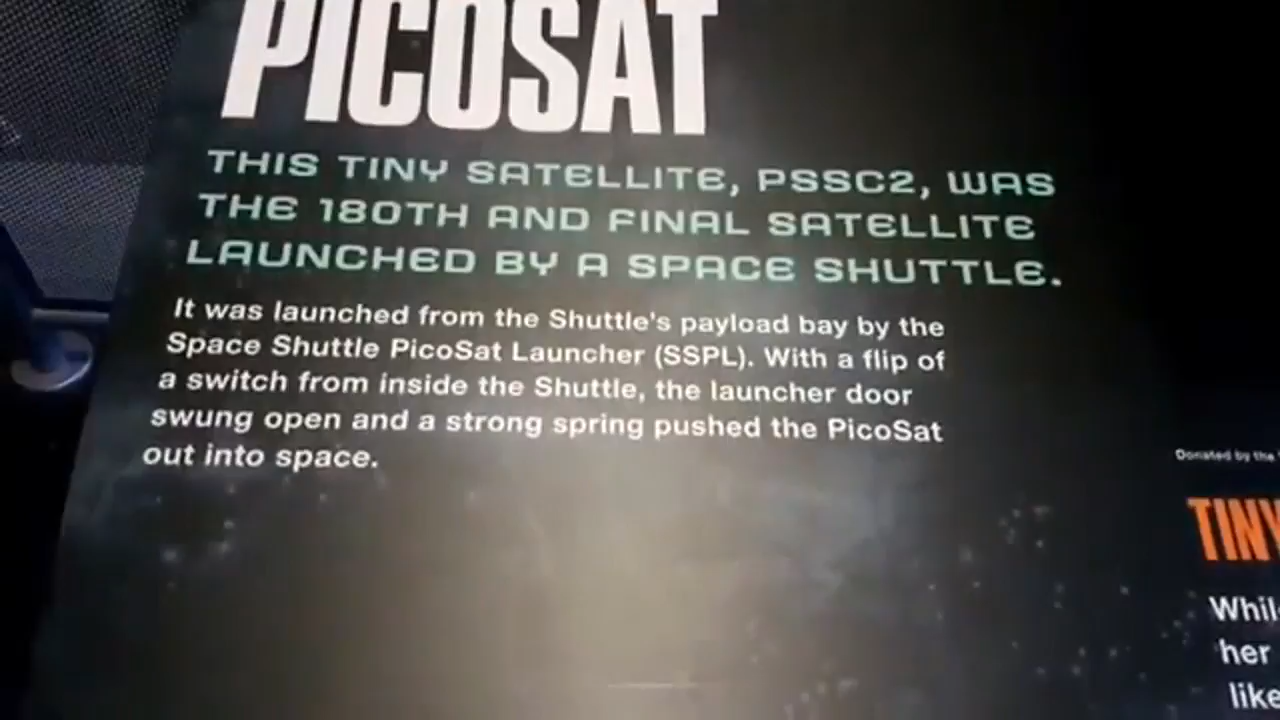 PICOSAT
THIS TINY SATELLITE, PSSC2, WAS
THE 180TH AND FINAL SATELLITE
LAUNCHED BY A SPACE SHUTTLE.
It was launched from the Shuttle's payload bay by the
Space Shuttle PicoSat Launcher (SSPL). With a flip of
a switch from inside the Shuttle, the launcher door
swung open and a strong spring pushed the PicoSat
out into space.
Donated by the
TINY
her
like